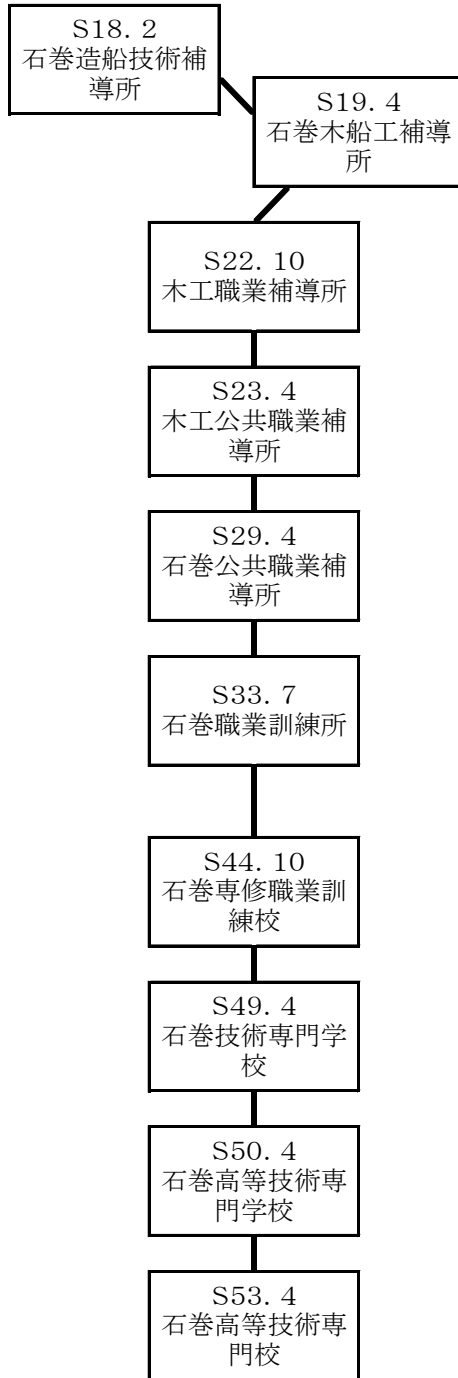 S18. 2
石巻造船技術補
導所
S19. 4
石巻木船工補導
所
S22. 10
木工職業補導所
S23. 4
木工公共職業補
導所
S29. 4
石巻公共職業補
導所
S33. 7
石巻職業訓練所
S44. 10
石巻専修職業訓
練校
S49. 4
石巻技術専門学
校
S50. 4
石巻高等技術専
門学校
S53. 4
石巻高等技術専
門校